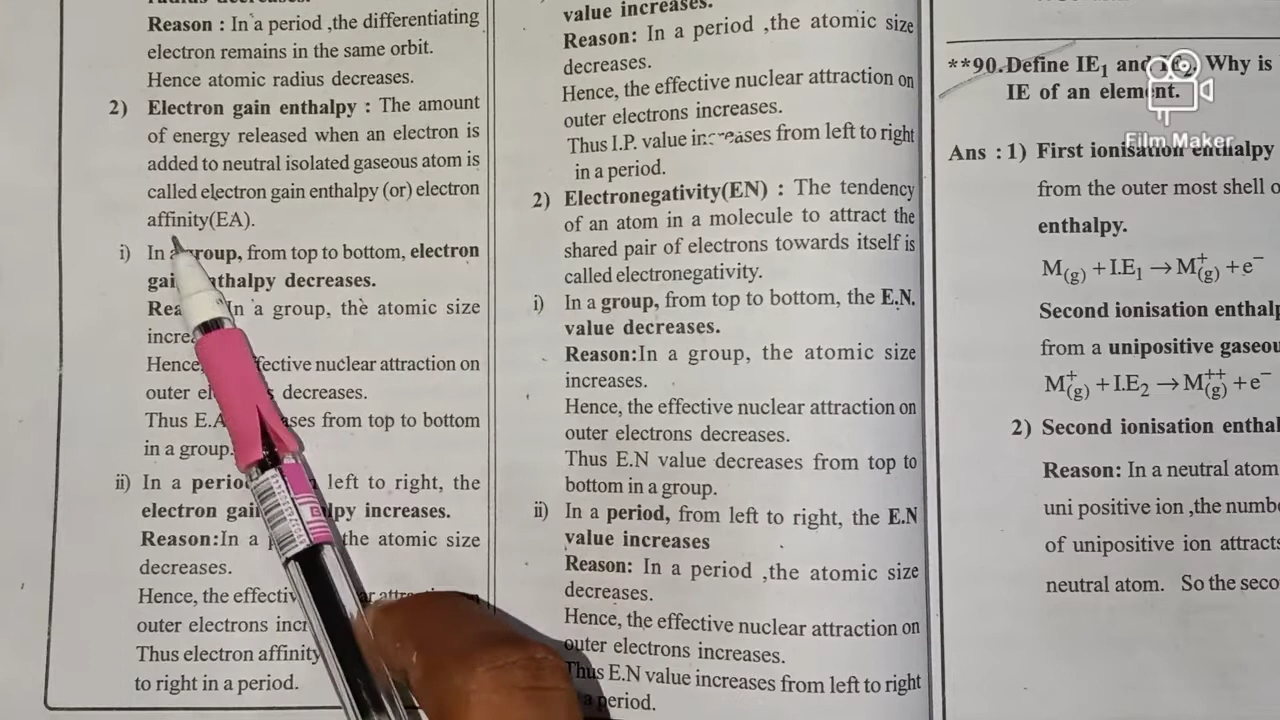 Reason : In a period ,the differentiating
electron remains in the same orbit.
Hence atomic radius decreases.
2) Electron gain enthalpy : The amount
of energy released when an electron is
added to neutral isolated gaseous atom is
called electron gain enthalpy (or) electron
affinity(EA).
i) In a group, from top to bottom, electron
enthalpy decreases.
In a group, the atomic size
Hence, effective nuclear attraction on
outer decreases.
Thus E.A from top to bottom
in a group.
ii) In a left to right, the
electron increases.
Reason:In a the atomic size
decreases.
Hence, the
outer electrons
Thus electron affinity
to right in a period.
value increases.
Reason: In a period ,the atomic size
decreases.
Hence, the effective nuclear attraction on
outer electrons increases.
Thus I.P. value increases from left to right
in a period.
2) Electronegativity(EN) : The tendency
of an atom in a molecule to attract the
shared pair of electrons towards itself is
called electronegativity.
i) In a group, from top to bottom, the E.N.
value decreases.
Reason:In a group, the atomic size
increases.
Hence, the effective nuclear attraction on
outer electrons decreases.
Thus E.N value decreases from top to
bottom in a group.
ii) In a period, from left to right, the E.N
value increases
Reason: In a period ,the atomic size
decreases.
Hence, the effective nuclear attraction on
outer electrons increases.
Thus E.N value increases from left to right
a period.
**90. Define IE₁ and Why is
IE of an element.
Film Maker
Ans : 1) First ionisation enthalpy
from the outer most shell
enthalpy.
M(g) + I.E₁ → M⁺(g) + e⁻
Second ionisation
from a unipositive
M⁺(g) + I.E₂ → M⁺⁺(g) + e⁻
2) Second ionisation
Reason: In a neutral atom
uni positive ion ,the
of unipositive ion
neutral atom. So the